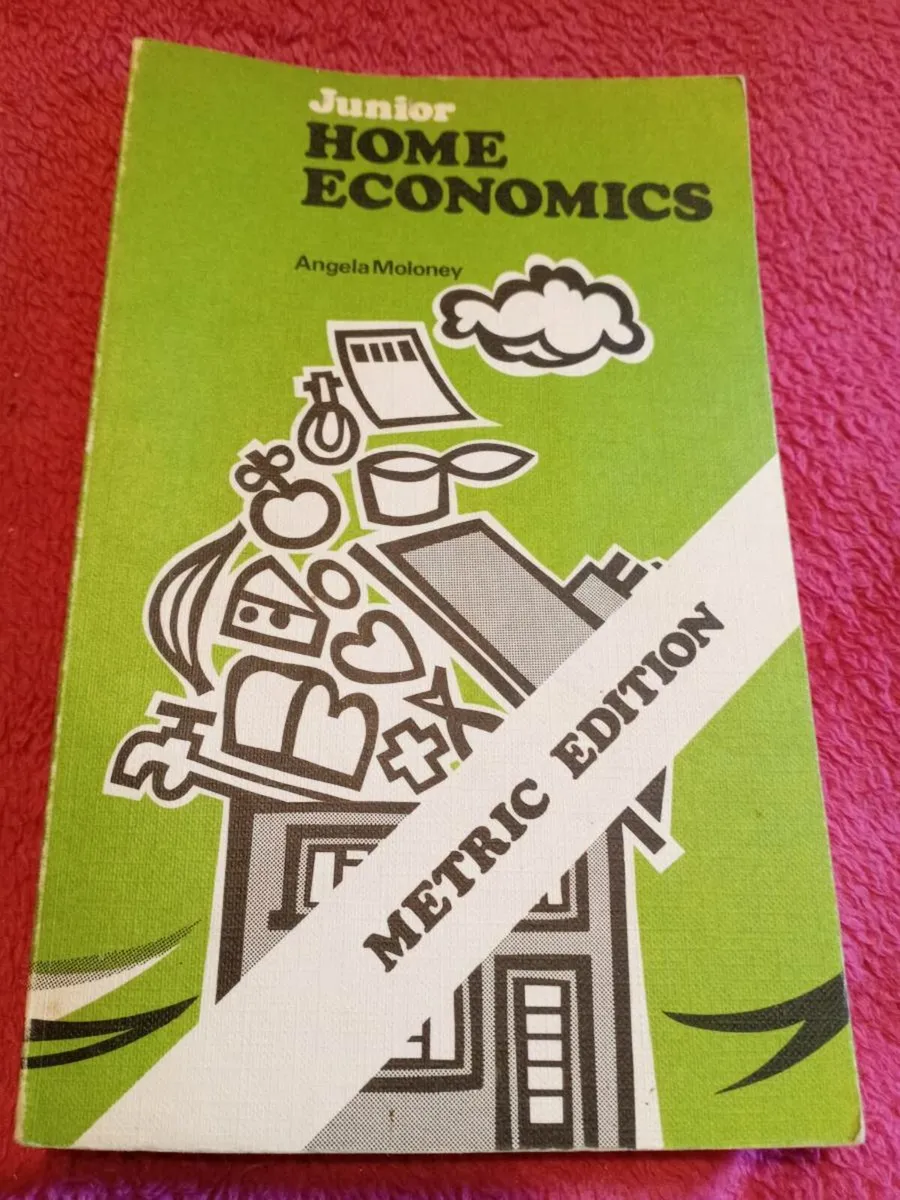 Junior
HOME
ECONOMICS
Angela Moloney
METRIC EDITION